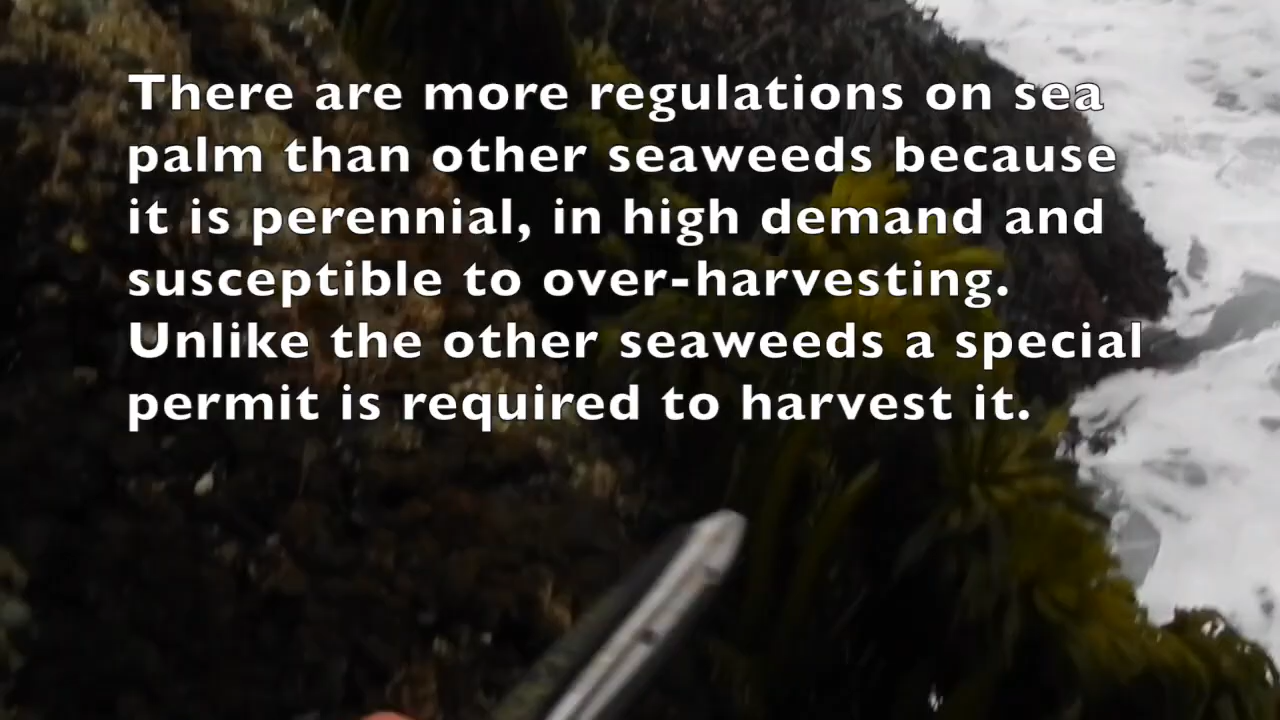 There are more regulations on sea
palm than other seaweeds because
it is perennial, in high demand and
susceptible to over-harvesting.
Unlike the other seaweeds a special
permit is required to harvest it.